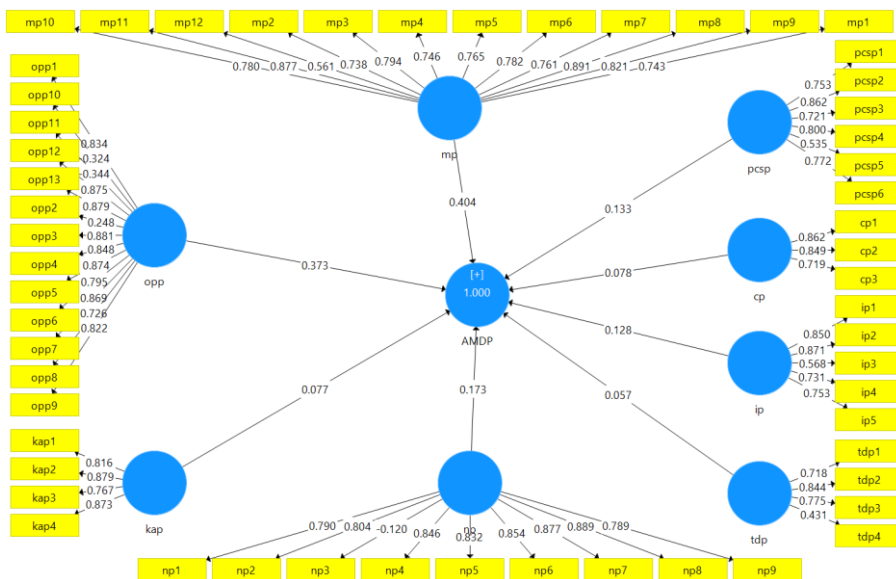 mp10 mp11 mp12 mp2 mp3 mp4 mp5 mp6 mp7 mp8 mp9 mp1
0.780 0.877 0.561 0.738 0.794 0.746 0.765 0.782 0.761 0.891 0.821 0.743
mp
opp1
opp10
opp11
opp12
opp13
opp2
opp3
opp4
opp5
opp6
opp7
opp8
opp9
0.834
0.324
0.344
0.875
0.879
0.248
0.881
0.848
0.874
0.795
0.869
0.726
0.822
opp
pcsp1
pcsp2
pcsp3
pcsp4
pcsp5
pcsp6
0.753
0.862
0.721
0.800
0.535
0.772
pcsp
0.404
0.133
0.373
0.078
[+]
1.000
AMDP
cp1
cp2
cp3
0.862
0.849
0.719
cp
0.128
ip1
ip2
ip3
ip4
ip5
0.850
0.871
0.568
0.731
0.753
ip
0.077
0.173
0.057
kap1
kap2
kap3
kap4
0.816
0.879
0.767
0.873
kap
np
tdp1
tdp2
tdp3
tdp4
0.718
0.844
0.775
0.431
tdp
0.790 0.804 -0.120 0.846 0.832 0.854 0.877 0.889 0.789
np1 np2 np3 np4 np5 np6 np7 np8 np9